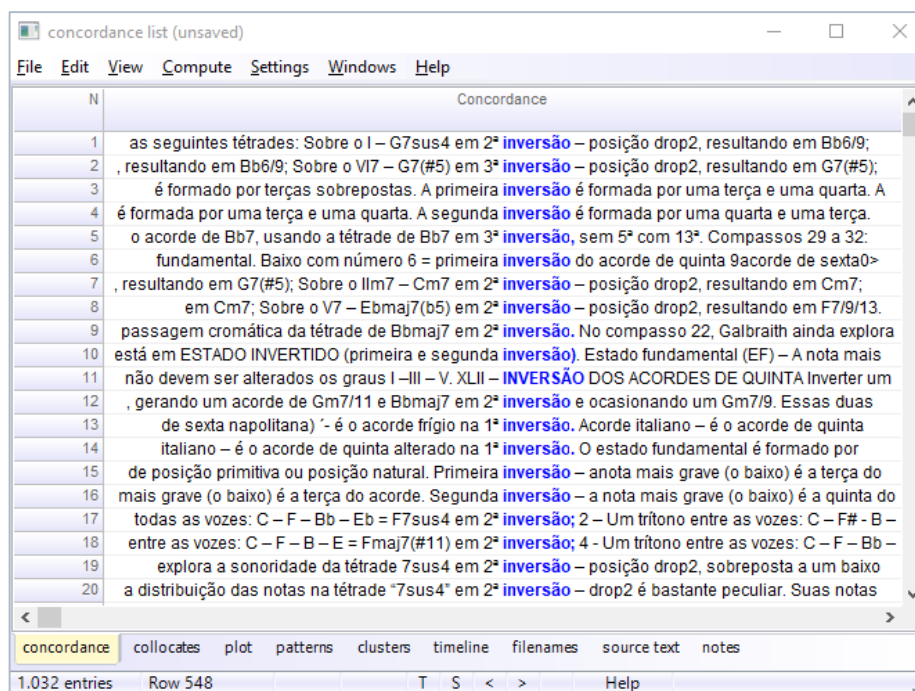 concordance list (unsaved)
File Edit View Compute Settings Windows Help
N Concordance
1 as seguintes tétrades: Sobre o I – G7sus4 em 2ª inversão – posição drop2, resultando em Bb6/9;
2 , resultando em Bb6/9; Sobre o VI7 – G7(#5) em 3ª inversão – posição drop2, resultando em G7(#5);
3 é formado por terças sobrepostas. A primeira inversão é formada por uma terça e uma quarta. A
4 é formada por uma terça e uma quarta. A segunda inversão é formada por uma quarta e uma terça.
5 o acorde de Bb7, usando a tétrade de Bb7 em 3ª inversão, sem 5ª com 13ª. Compassos 29 a 32:
6 fundamental. Baixo com número 6 = primeira inversão do acorde de quinta 9acorde de sexta0>
7 , resultando em G7(#5); Sobre o IIm7 – Cm7 em 2ª inversão – posição drop2, resultando em Cm7;
8 em Cm7; Sobre o V7 – Ebmaj7(b5) em 2ª inversão – posição drop2, resultando em F7/9/13.
9 passagem cromática da tétrade de Bbmaj7 em 2ª inversão. No compasso 22, Galbraith ainda explora
10 está em ESTADO INVERTIDO (primeira e segunda inversão). Estado fundamental (EF) – A nota mais
11 não devem ser alterados os graus I –III – V. XLII – INVERSÃO DOS ACORDES DE QUINTA Inverter um
12 , gerando um acorde de Gm7/11 e Bbmaj7 em 2ª inversão e ocasionando um Gm7/9. Essas duas
13 de sexta napolitana) ´- é o acorde frígio na 1ª inversão. Acorde italiano – é o acorde de quinta
14 italiano – é o acorde de quinta alterado na 1ª inversão. O estado fundamental é formado por
15 de posição primitiva ou posição natural. Primeira inversão – anota mais grave (o baixo) é a terça do
16 mais grave (o baixo) é a terça do acorde. Segunda inversão – a nota mais grave (o baixo) é a quinta do
17 todas as vozes: C – F – Bb – Eb = F7sus4 em 2ª inversão; 2 – Um trítono entre as vozes: C – F# - B –
18 entre as vozes: C – F – B – E = Fmaj7(#11) em 2ª inversão; 4 - Um trítono entre as vozes: C – F – Bb –
19 explora a sonoridade da tétrade 7sus4 em 2ª inversão – posição drop2, sobreposta a um baixo
20 a distribuição das notas na tétrade “7sus4” em 2ª inversão – drop2 é bastante peculiar. Suas notas
concordance collocates plot patterns clusters timeline filenames source text notes
1.032 entries Row 548 T S < > Help